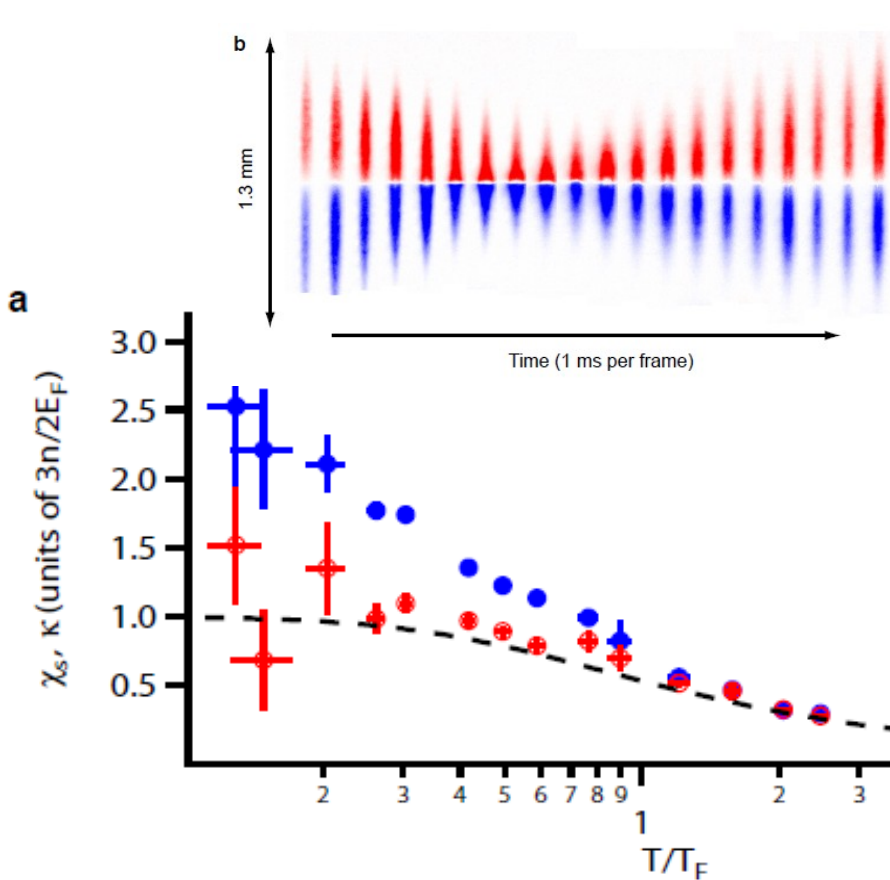 b
1.3 mm
Time (1 ms per frame)
a
χs, κ (units of 3n/2EF)
3.0
2.5
2.0
1.5
1.0
0.5
2 3 4 5 6 7 8 9 2 3
1
T/TF